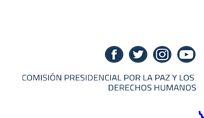 COMISIÓN PRESIDENCIAL POR LA PAZ Y LOS
DERECHOS HUMANOS